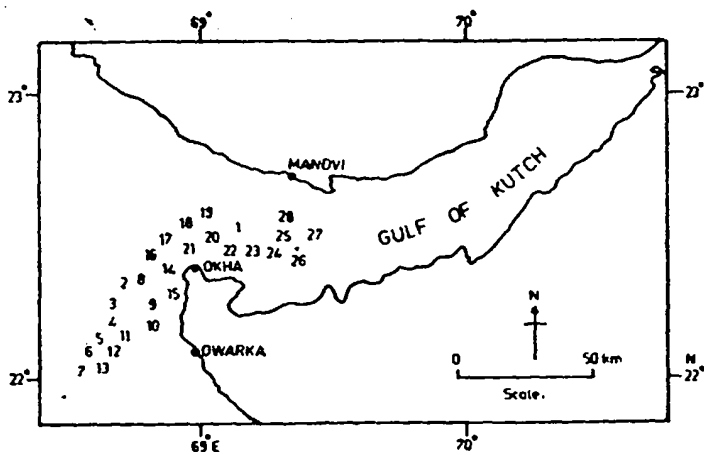 69° 70°
23° 23°
MANDVI
19 28
18 1
17 20 25 27
GULF OF KUTCH
16 21 22 23 24 26
14 OKHA
2 8
15
3 9 N
4 10
5 11 0 50 km
6 12 DWARKA
7 13
22° N
22°
Scale.
69°E 70°